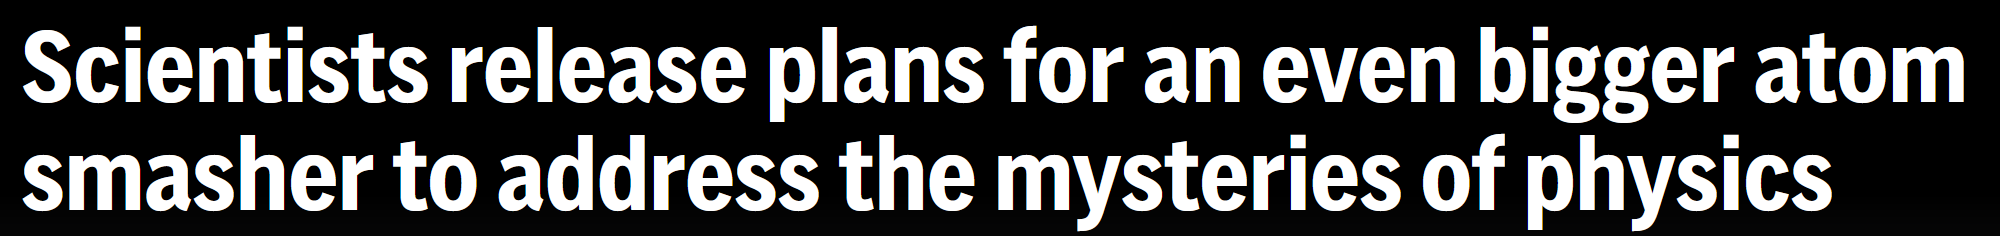 Scientists release plans for an even bigger atom
smasher to address the mysteries of physics